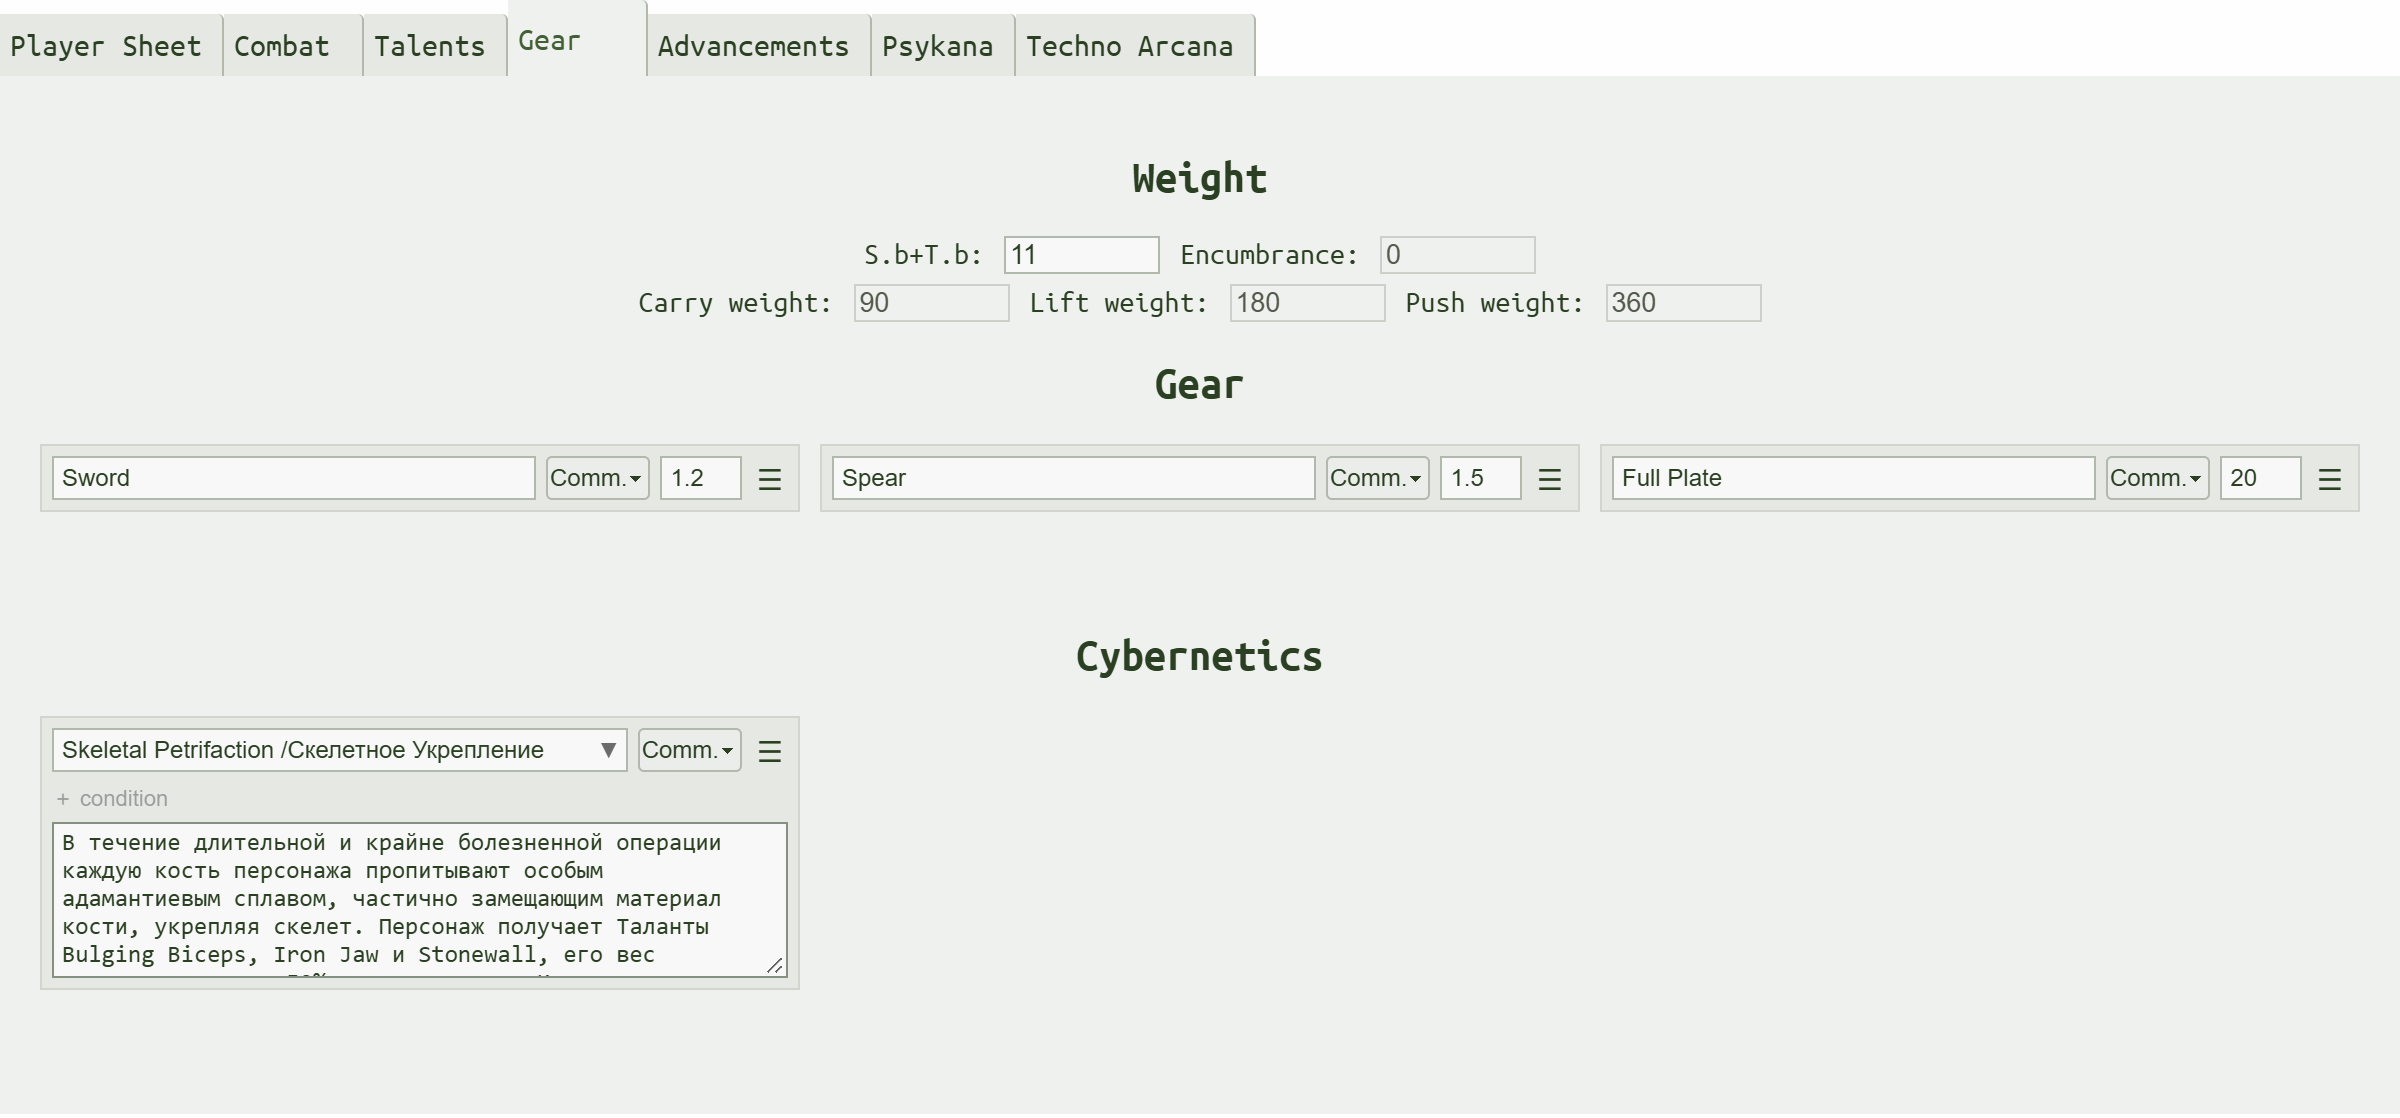 Player Sheet Combat Talents Gear Advancements Psykana Techno Arcana
Weight
S.b+T.b: 11 Encumbrance: 0
Carry weight: 90 Lift weight: 180 Push weight: 360
Gear
Sword Comm. 1.2 Spear Comm. 1.5 Full Plate Comm. 20
Cybernetics
Skeletal Petrifaction /Скелетное Укрепление Comm.
+ condition
В течение длительной и крайне болезненной операции
каждую кость персонажа пропитывают особым
адамантиевым сплавом, частично замещающим материал
кости, укрепляя скелет. Персонаж получает Таланты
Bulging Biceps, Iron Jaw и Stonewall, его вес